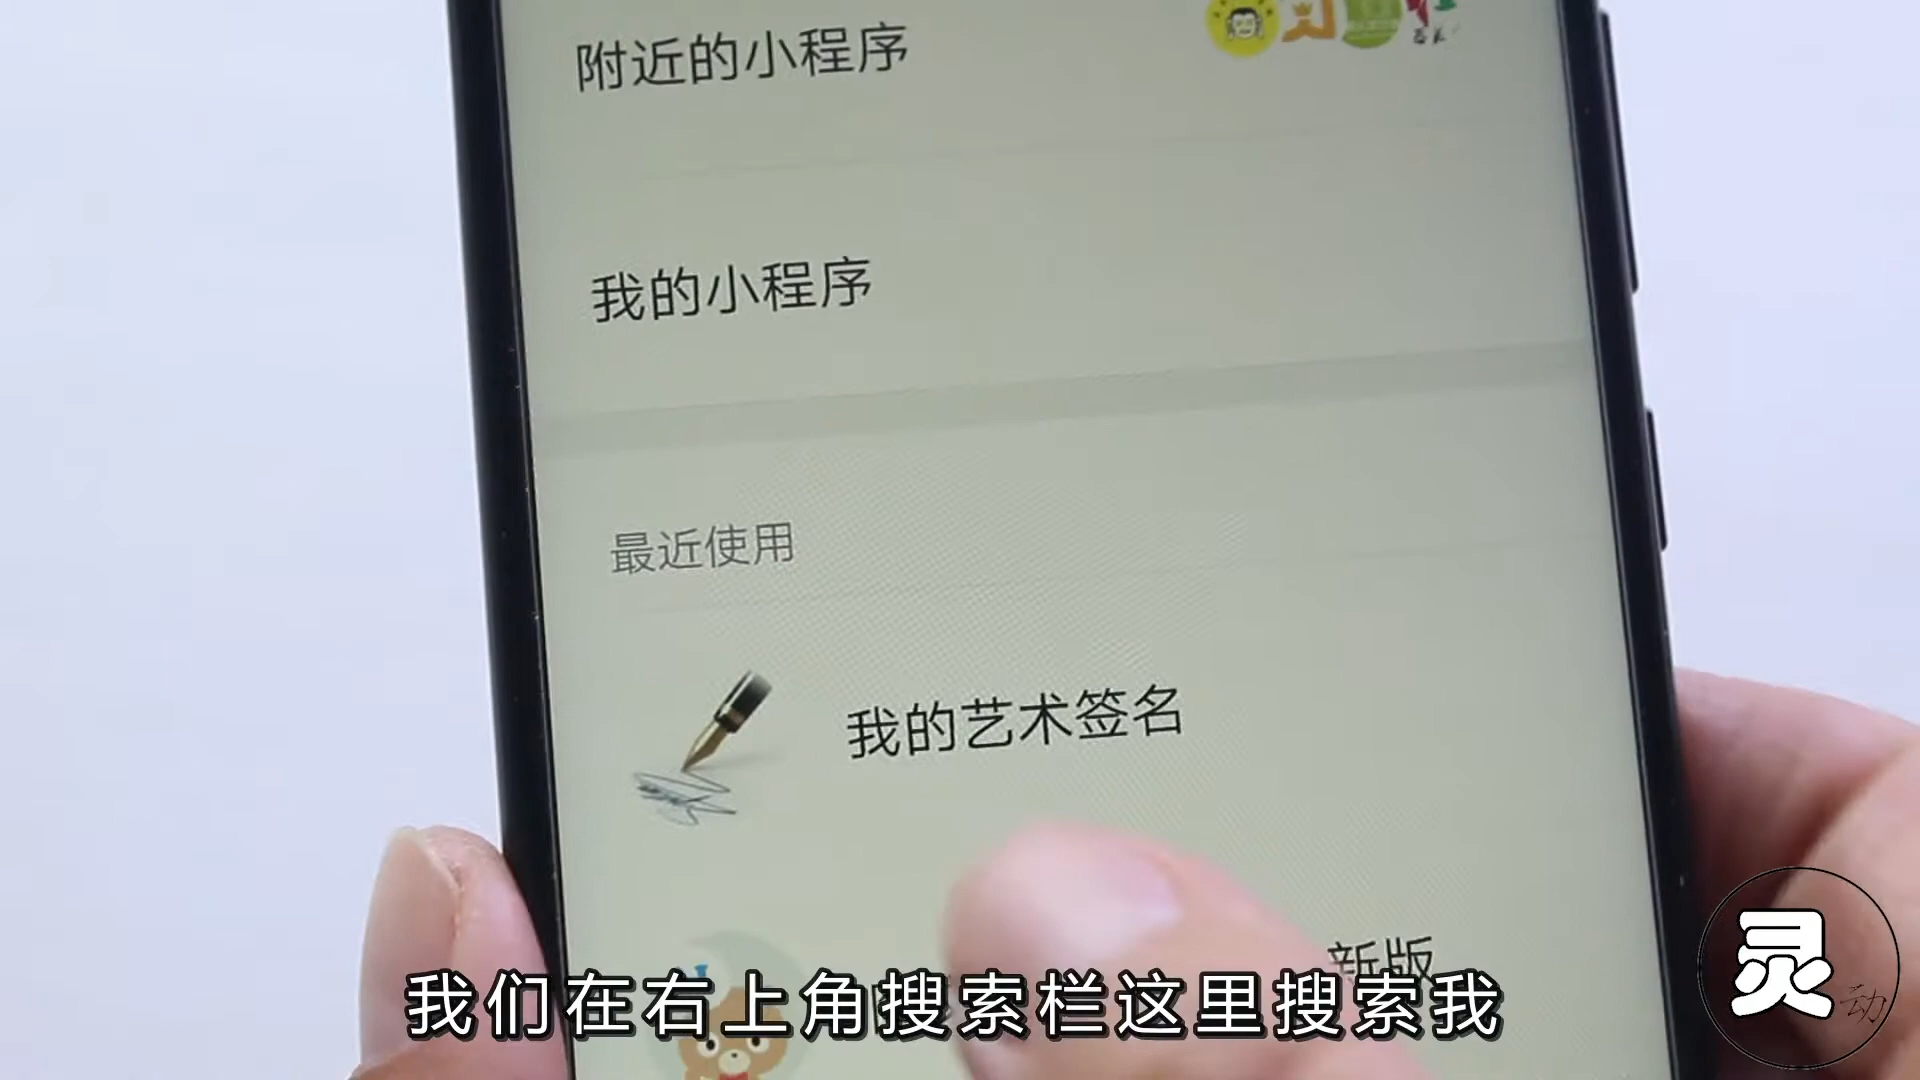 附近的小程序
我的小程序
最近使用
我的艺术签名
新版
我们在右上角搜索栏这里搜索我
灵动